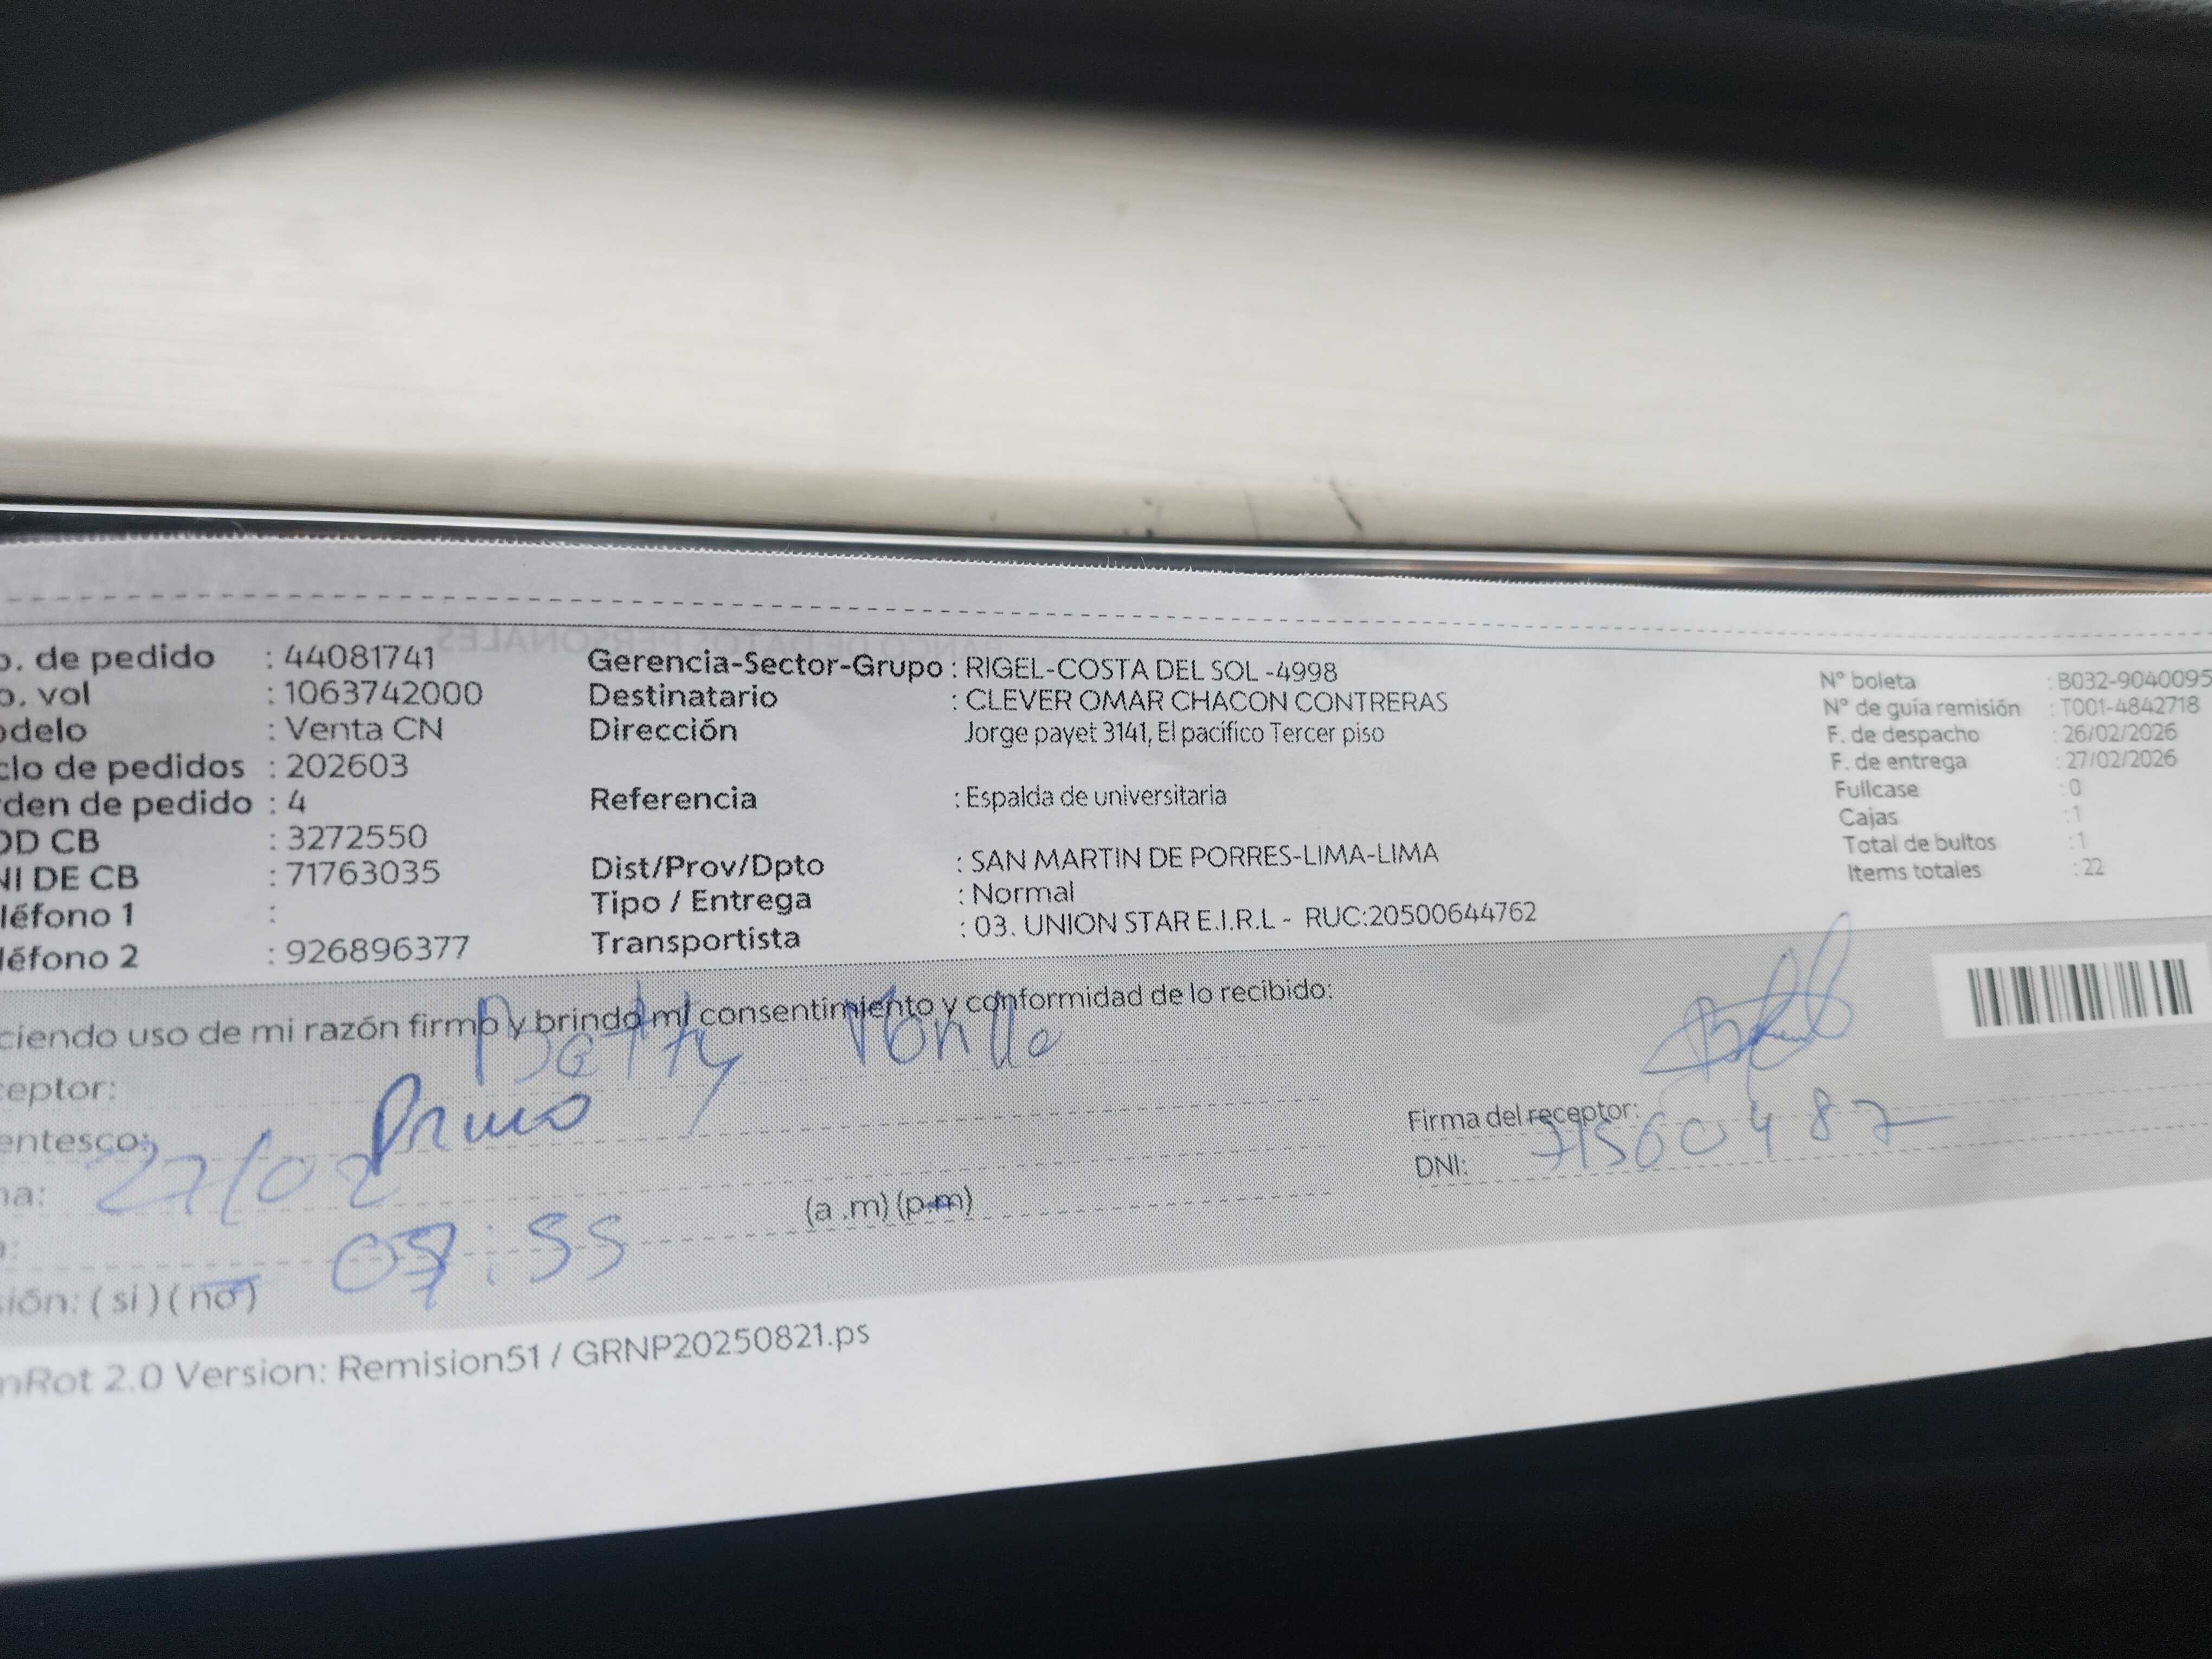 o. de pedido : 44081741
o. vol : 1063742000
odelo : Venta CN
clo de pedidos : 202603
rden de pedido : 4
OD CB : 3272550
NI DE CB : 71763035
léfono 1 :
léfono 2 : 926896377
Gerencia-Sector-Grupo : RIGEL-COSTA DEL SOL -4998
Destinatario : CLEVER OMAR CHACON CONTRERAS
Dirección Jorge payet 3141, El pacifico Tercer piso
Referencia : Espalda de universitaria
Dist/Prov/Dpto : SAN MARTIN DE PORRES-LIMA-LIMA
Tipo / Entrega : Normal
Transportista : 03. UNION STAR E.I.R.L - RUC:20500644762
N° boleta : B032-9040095
N° de guía remisión : T001-4842718
F. de despacho : 26/02/2026
F. de entrega : 27/02/2026
Fullcase : 0
Cajas : 1
Total de bultos : 1
Items totales : 22
ciendo uso de mi razón firmo y brindo mi consentimiento y conformidad de lo recibido:
ceptor: Betty
entesco: Primo
na: 27/02
(a .m) (p.m)
: 07:55
sión: ( si ) ( no )
Firma del receptor:
DNI: 71560487
nRot 2.0 Version: Remision51 / GRNP20250821.ps